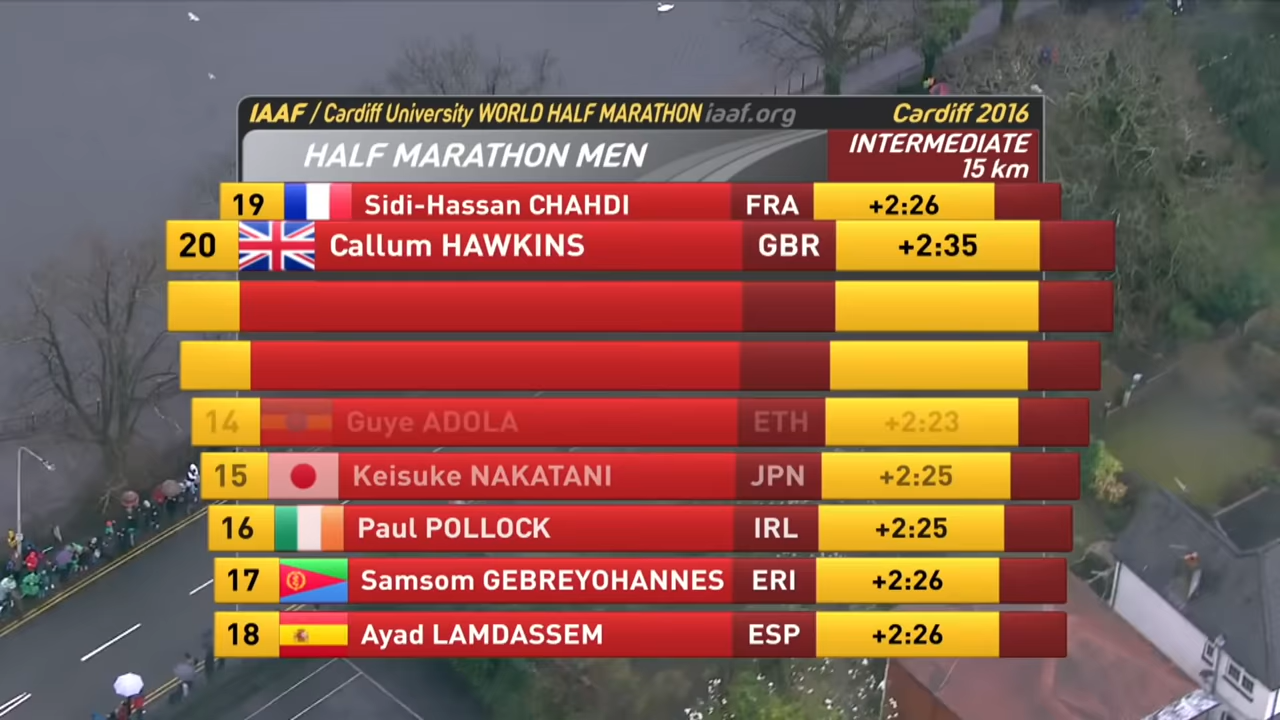 IAAF / Cardiff University WORLD HALF MARATHON iaaf.org Cardiff 2016
HALF MARATHON MEN INTERMEDIATE
15 km
19 Sidi-Hassan CHAHDI FRA +2:26
20 Callum HAWKINS GBR +2:35
14 Guye ADOLA ETH +2:23
15 Keisuke NAKATANI JPN +2:25
16 Paul POLLOCK IRL +2:25
17 Samsom GEBREYOHANNES ERI +2:26
18 Ayad LAMDASSEM ESP +2:26